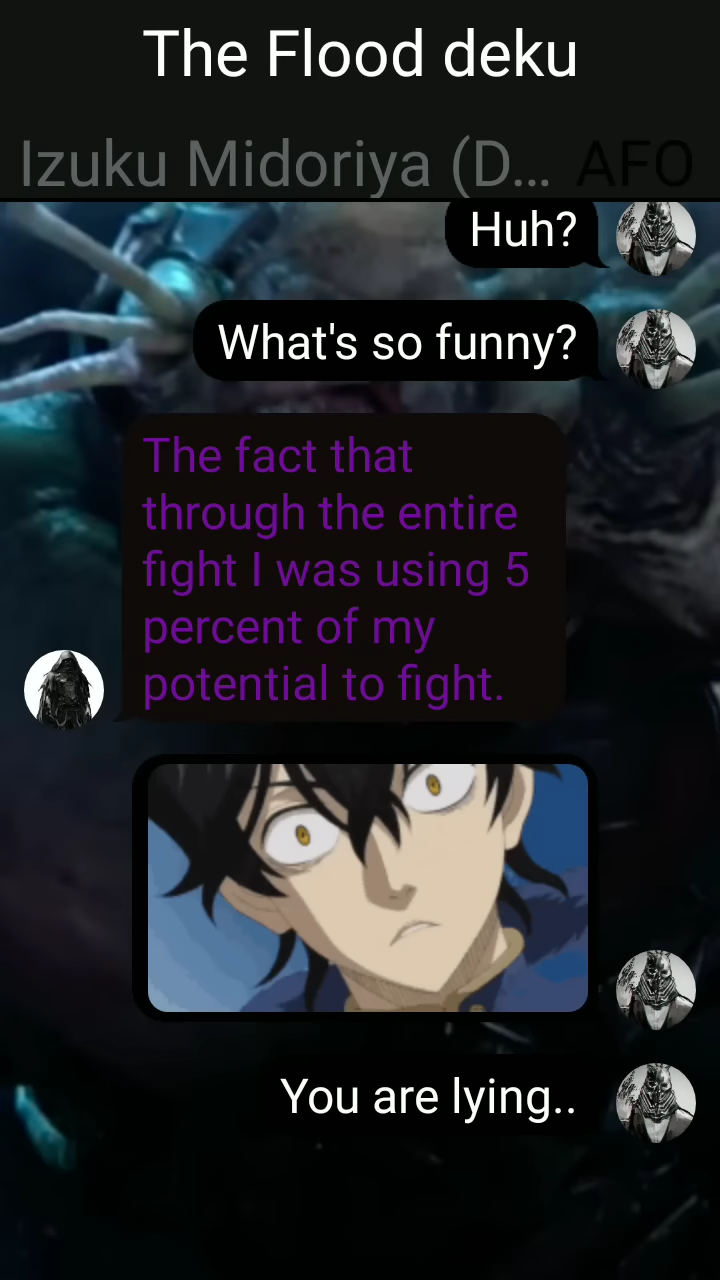 The Flood deku
Izuku Midoriya (D... AFO
Huh?
What's so funny?
The fact that
through the entire
fight I was using 5
percent of my
potential to fight.
You are lying..